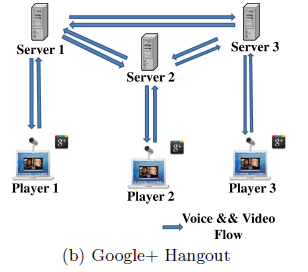 Server 1
Server 3
Server 2
g+
g+
g+
Player 1
Player 2
Player 3
Voice && Video
Flow
(b) Google+ Hangout